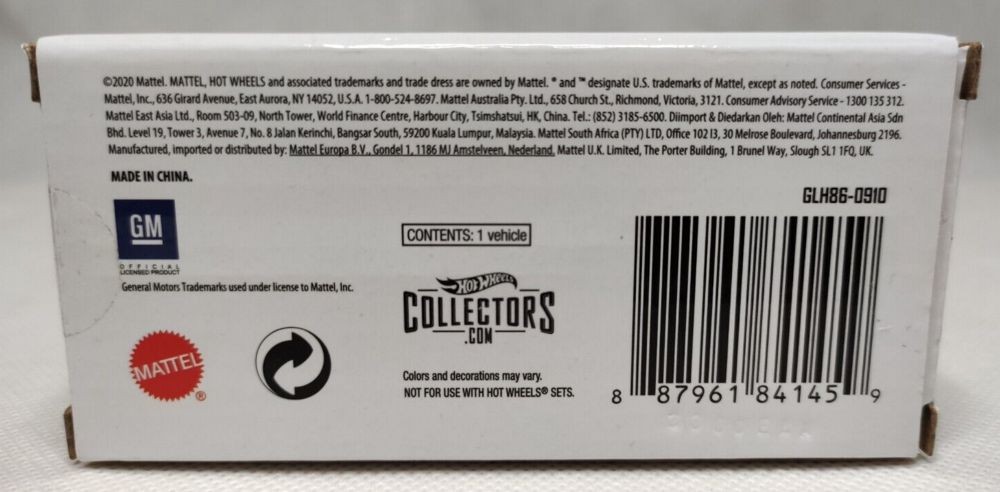 ©2020 Mattel. MATTEL, HOT WHEELS and associated trademarks and trade dress are owned by Mattel. ® and ™ designate U.S. trademarks of Mattel, except as noted. Consumer Services -
Mattel, Inc., 636 Girard Avenue, East Aurora, NY 14052, U.S.A. 1-800-524-8697. Mattel Australia Pty. Ltd., 658 Church St., Richmond, Victoria, 3121. Consumer Advisory Service - 1300 135 312.
Mattel East Asia Ltd., Room 503-09, North Tower, World Finance Centre, Harbour City, Tsimshatsui, HK, China. Tel.: (852) 3185-6500. Diimport & Diedarkan Oleh: Mattel Continental Asia Sdn
Bhd. Level 19, Tower 3, Avenue 7, No. 8 Jalan Kerinchi, Bangsar South, 59200 Kuala Lumpur, Malaysia. Mattel South Africa (PTY) LTD, Office 102 I3, 30 Melrose Boulevard, Johannesburg 2196.
Manufactured, imported or distributed by: Mattel Europa B.V., Gondel 1, 1186 MJ Amstelveen, Nederland. Mattel U.K. Limited, The Porter Building, 1 Brunel Way, Slough SL1 1FQ, UK.
MADE IN CHINA.
GLH86-0910
GM
OFFICIAL
LICENSED PRODUCT
General Motors Trademarks used under license to Mattel, Inc.
CONTENTS: 1 vehicle
HOT WHEELS
COLLECTORS
.COM
MATTEL
®
Colors and decorations may vary.
NOT FOR USE WITH HOT WHEELS® SETS.
8 87961 84145 9